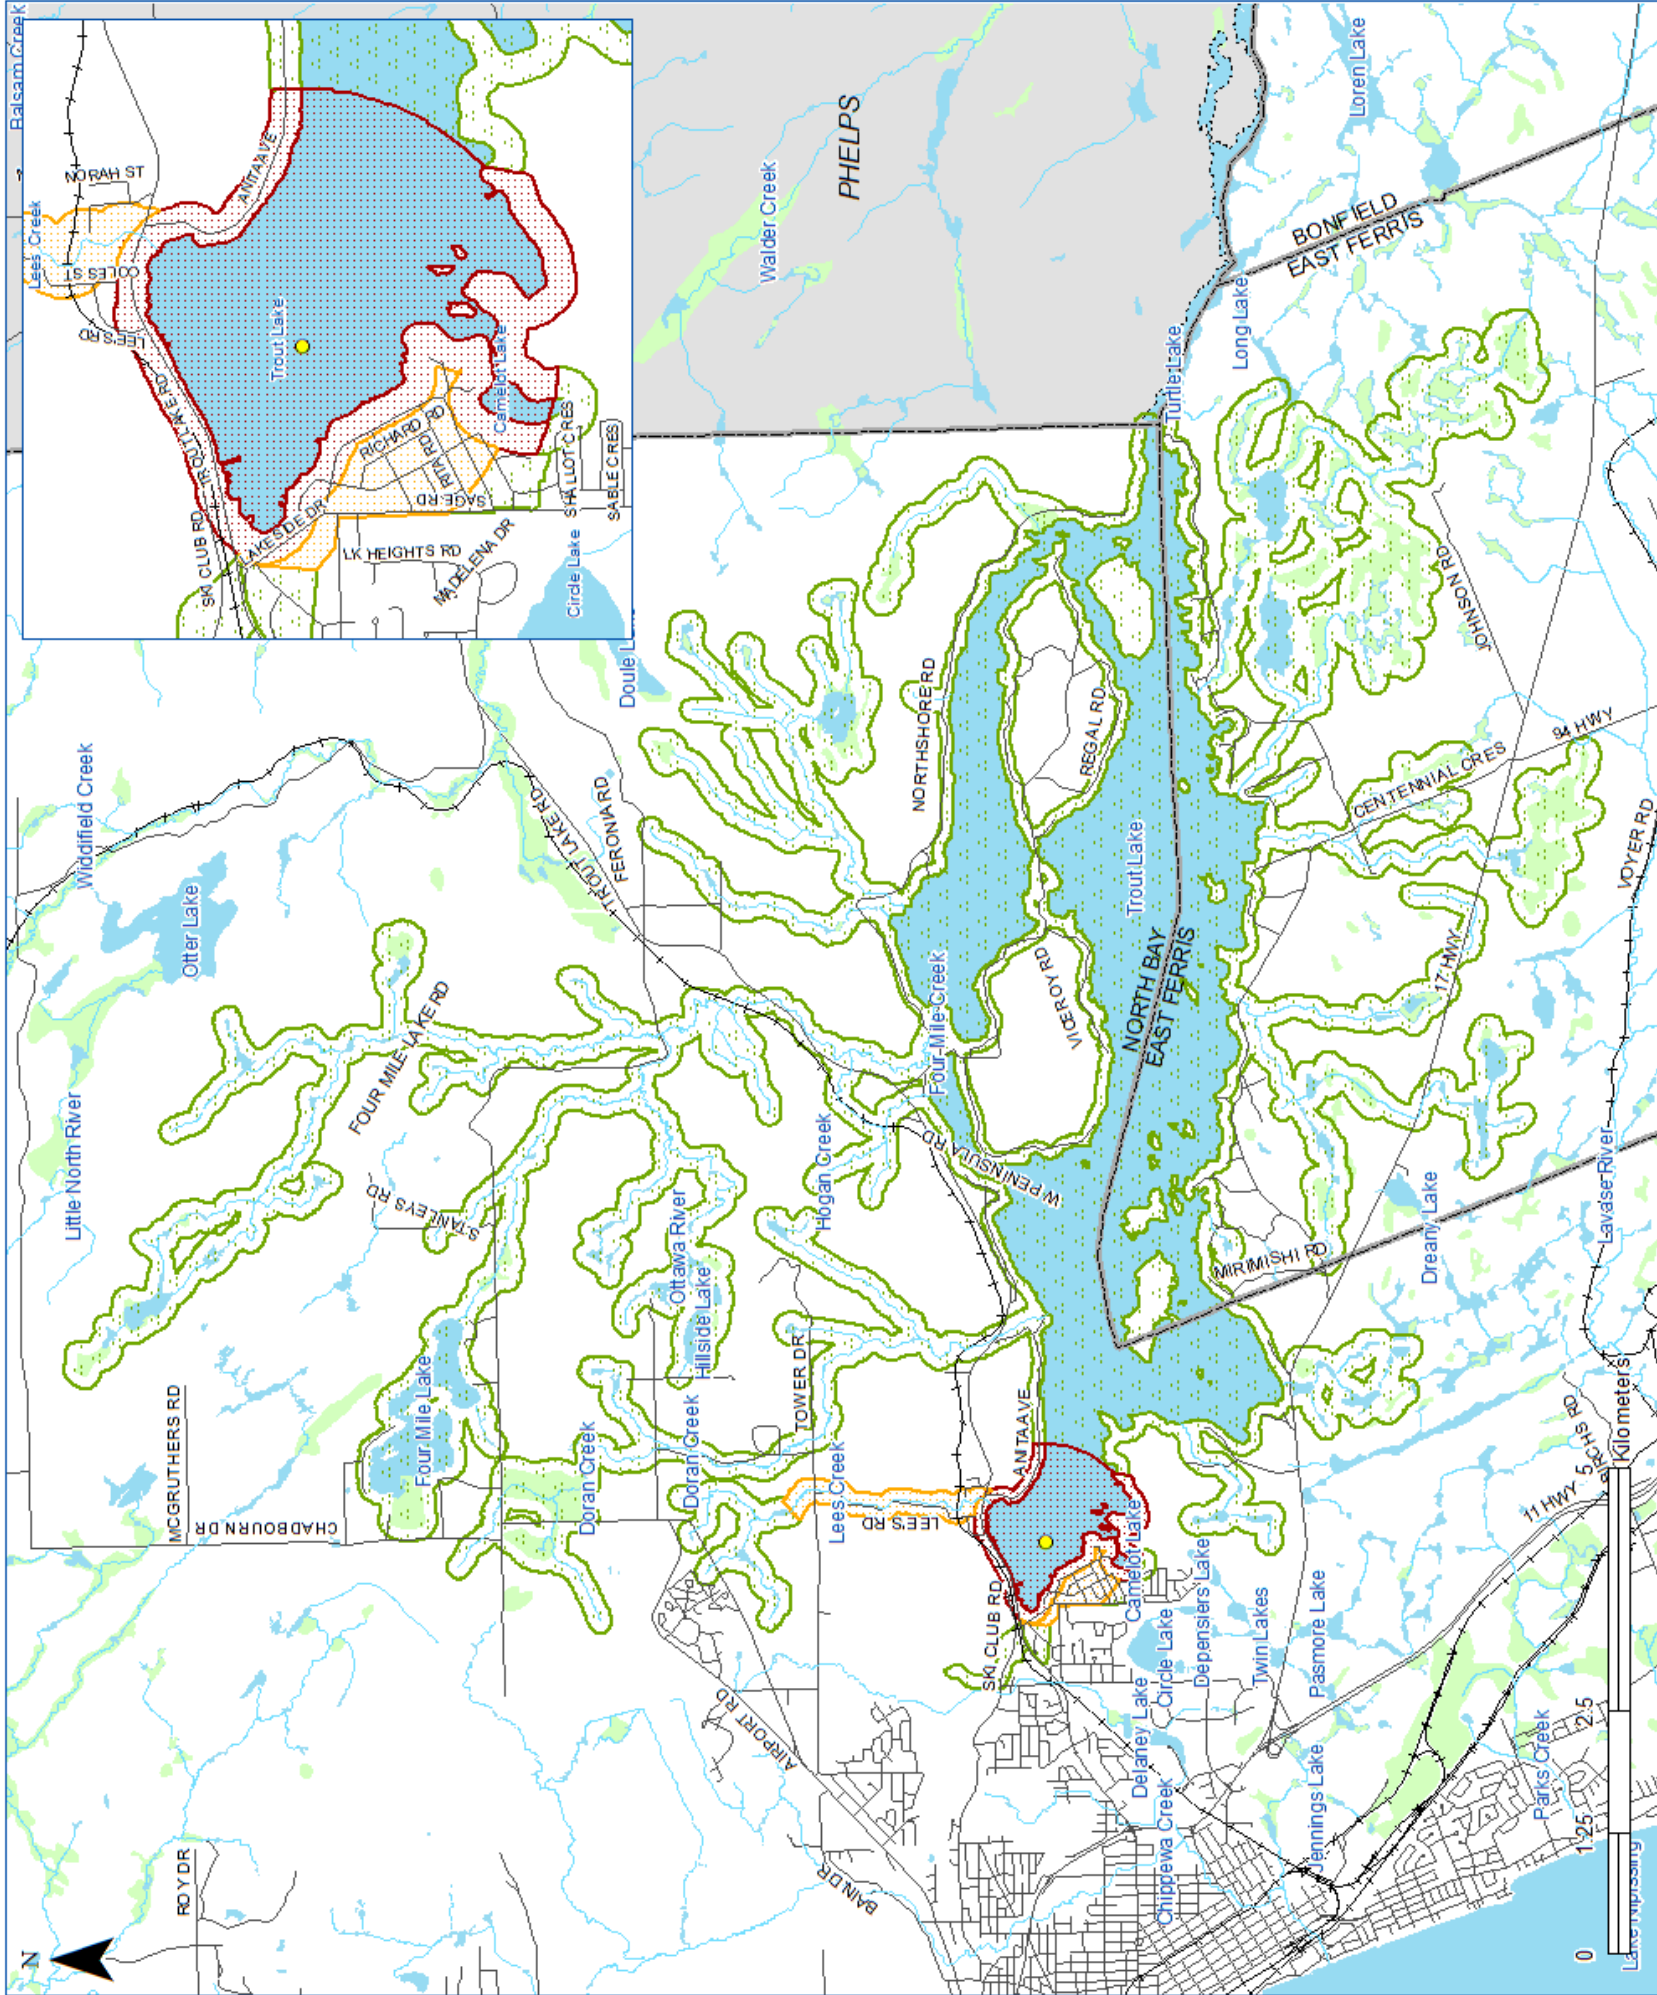 Balsam Creek
Lees Creek
NORAH ST
COLES ST
ANITA AVE
LEES RD
TROUT LAKE RD
Trout Lake
SKI CLUB RD
LAKESIDE DR
RICHARD
RITA RD
SAGE RD
Camelot Lake
LK HEIGHTS RD
MADELENA DR
SHALLOT CRES
SABLE CRES
Circle Lake
PHELPS
Walder Creek
Loren Lake
BONFIELD
EAST FERRIS
Long Lake
Turtle Lake
Widdifield Creek
Otter Lake
Little North River
FOUR MILE LAKE RD
STANLEYS RD
TROUT LAKE RD
FERONIA RD
NORTHSHORE RD
REGAL RD
JOHNSON RD
94 HWY
CENTENNIAL CRES
VOYER RD
17 HWY
Trout Lake
NORTH BAY
EAST FERRIS
VICEROY RD
Four Mile Creek
W PENINSULA RD
Hogan Creek
Ottawa River
Hillside Lake
TOWER DR
Four Mile Lake
MCGRUTHERS RD
CHADBOURN DR
Doran Creek
Doran Creek
Lees Creek
LEES RD
ANITA AVE
SKI CLUB RD
Camelot Lake
MIRIMISHI RD
Dreany Lake
Lavase River
BIRCHS RD
11 HWY
Depensiers Lake
Circle Lake
Delaney Lake
Twin Lakes
Pasmore Lake
Chippewa Creek
Jennings Lake
Parks Creek
AIRPORT RD
BAIN DR
ROY DR
N
Lake Nipissing
0 1.25 2.5 5
Kilometers